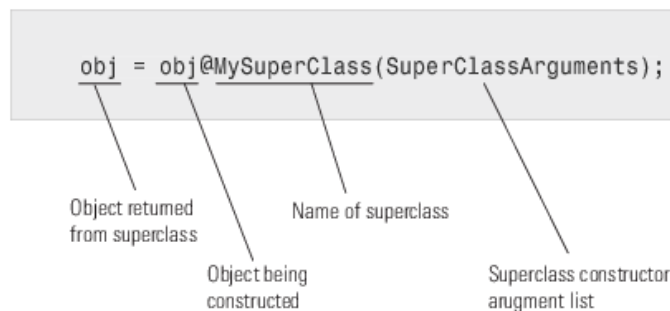 obj = obj@MySuperClass(SuperClassArguments);
Object returned
from superclass
Name of superclass
Object being
constructed
Superclass constructor
arugment list